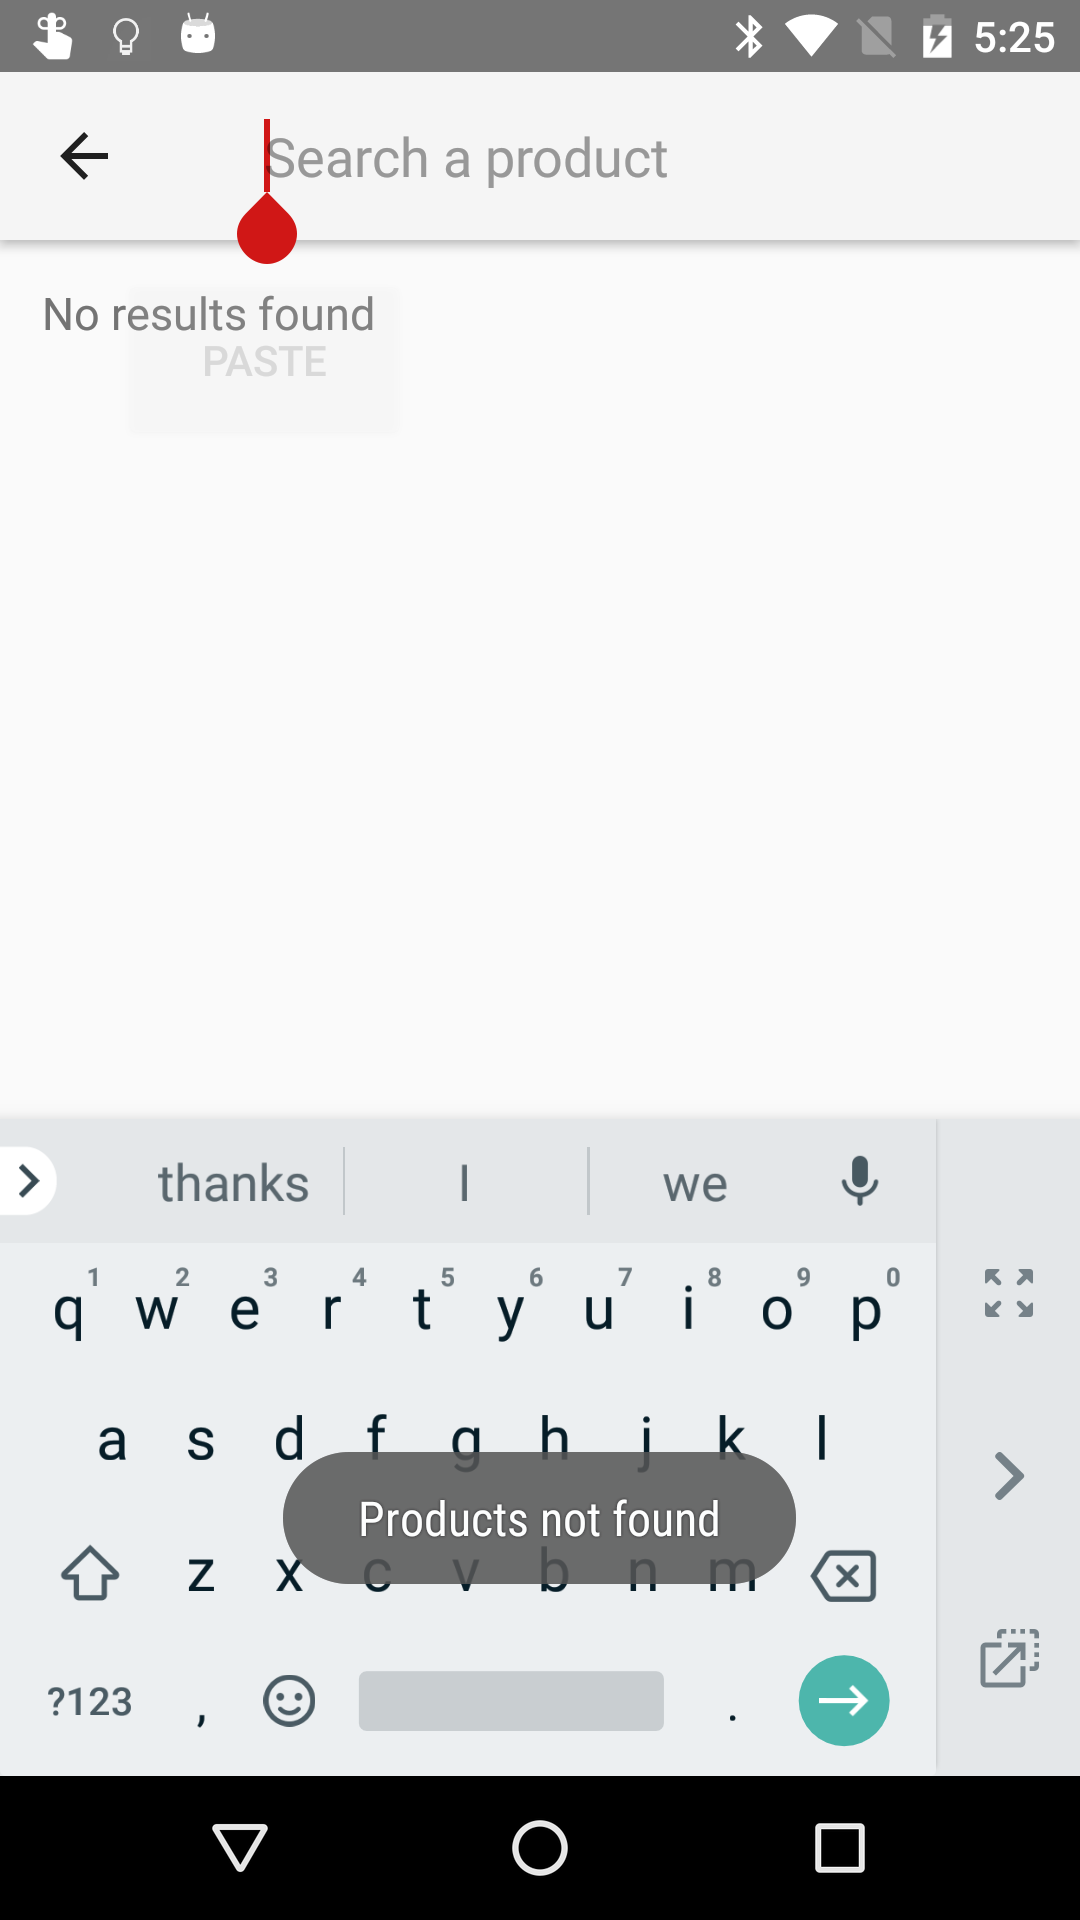 5:25
Search a product
No results found
PASTE
thanks I we
1 2 3 4 5 6 7 8 9 0
q w e r t y u i o p
a s d f g h j k l
Products not found
z x c v b n m
?123 , .